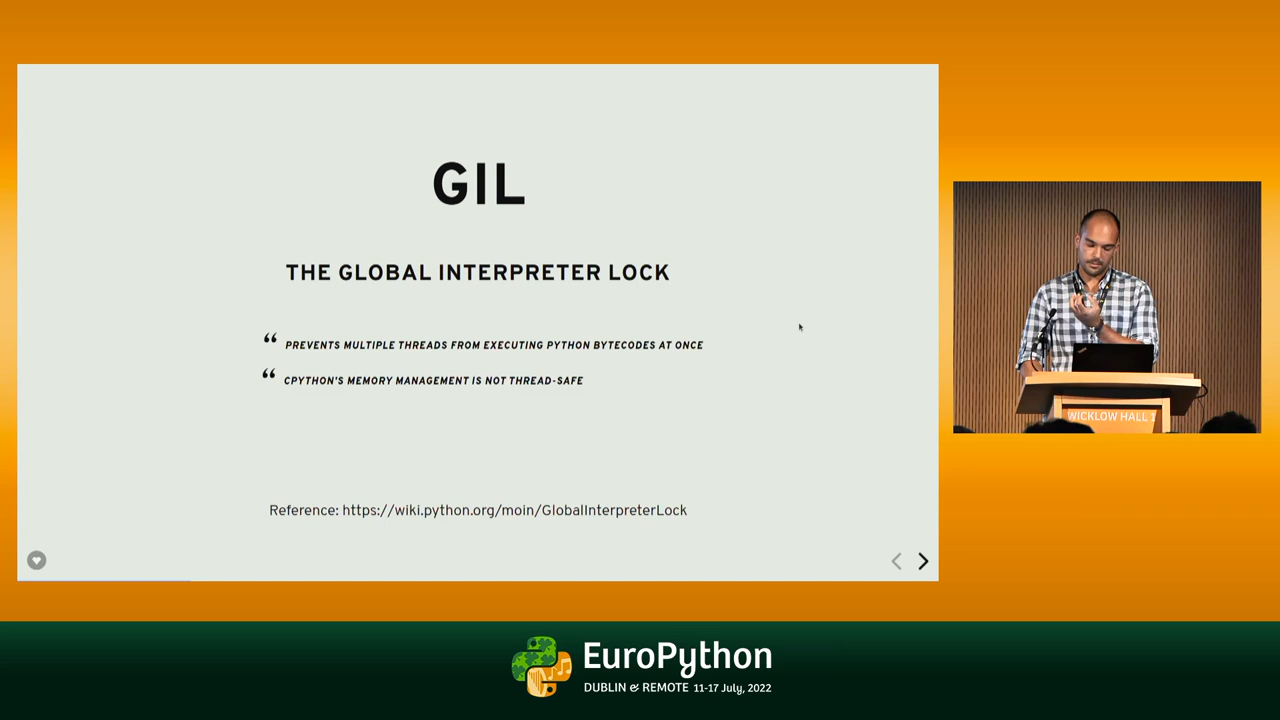 GIL
THE GLOBAL INTERPRETER LOCK
“ PREVENTS MULTIPLE THREADS FROM EXECUTING PYTHON BYTECODES AT ONCE
“ CPYTHON'S MEMORY MANAGEMENT IS NOT THREAD-SAFE
Reference: https://wiki.python.org/moin/GlobalInterpreterLock
WICKLOW HALL 1
EuroPython
DUBLIN & REMOTE 11-17 July, 2022